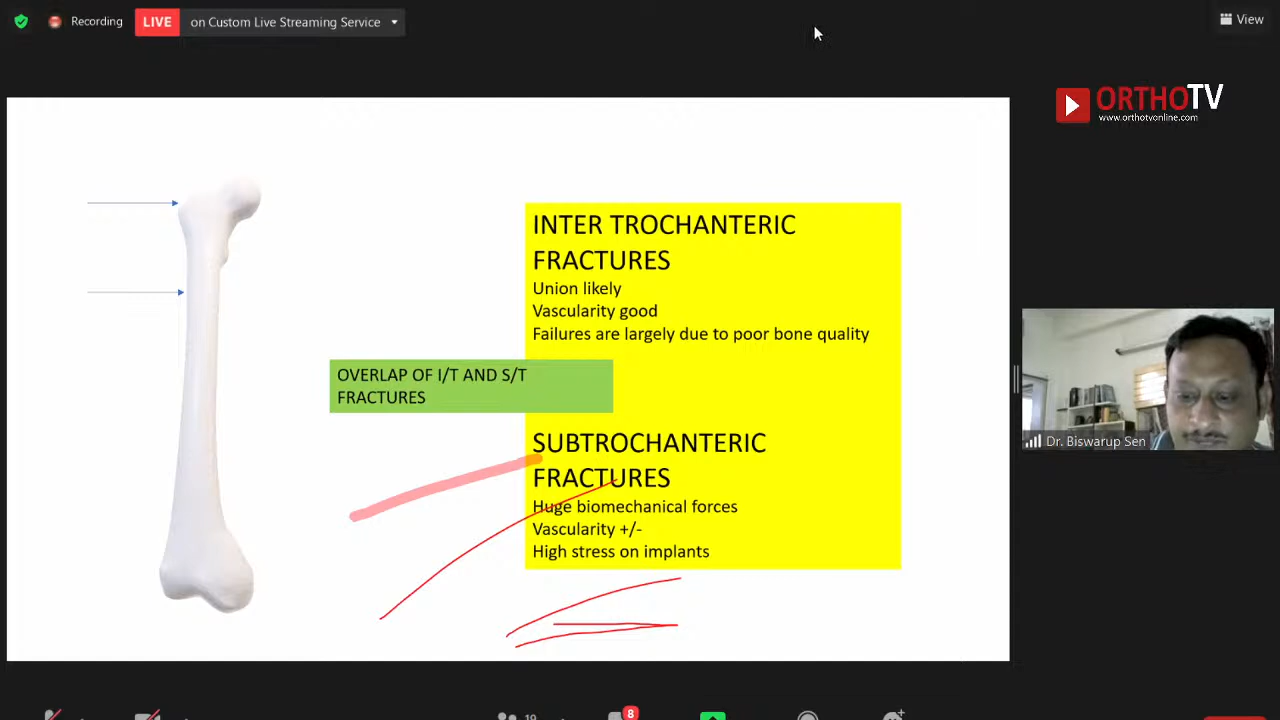 Recording
LIVE
on Custom Live Streaming Service
View
ORTHOTV
www.orthotvonline.com
INTER TROCHANTERIC
FRACTURES
Union likely
Vascularity good
Failures are largely due to poor bone quality
OVERLAP OF I/T AND S/T
FRACTURES
SUBTROCHANTERIC
FRACTURES
Huge biomechanical forces
Vascularity +/-
High stress on implants
Dr. Biswarup Sen
19
8